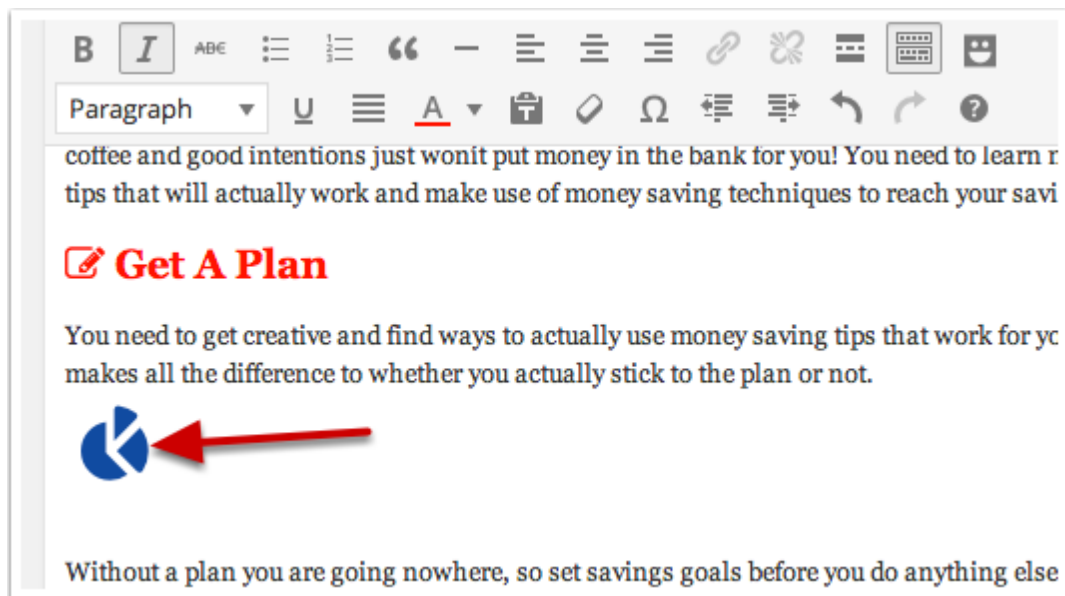 B I ABE
Paragraph U A T Ω
coffee and good intentions just wonit put money in the bank for you! You need to learn
tips that will actually work and make use of money saving techniques to reach your
Get A Plan
You need to get creative and find ways to actually use money saving tips that work for
makes all the difference to whether you actually stick to the plan or not.
Without a plan you are going nowhere, so set savings goals before you do anything else